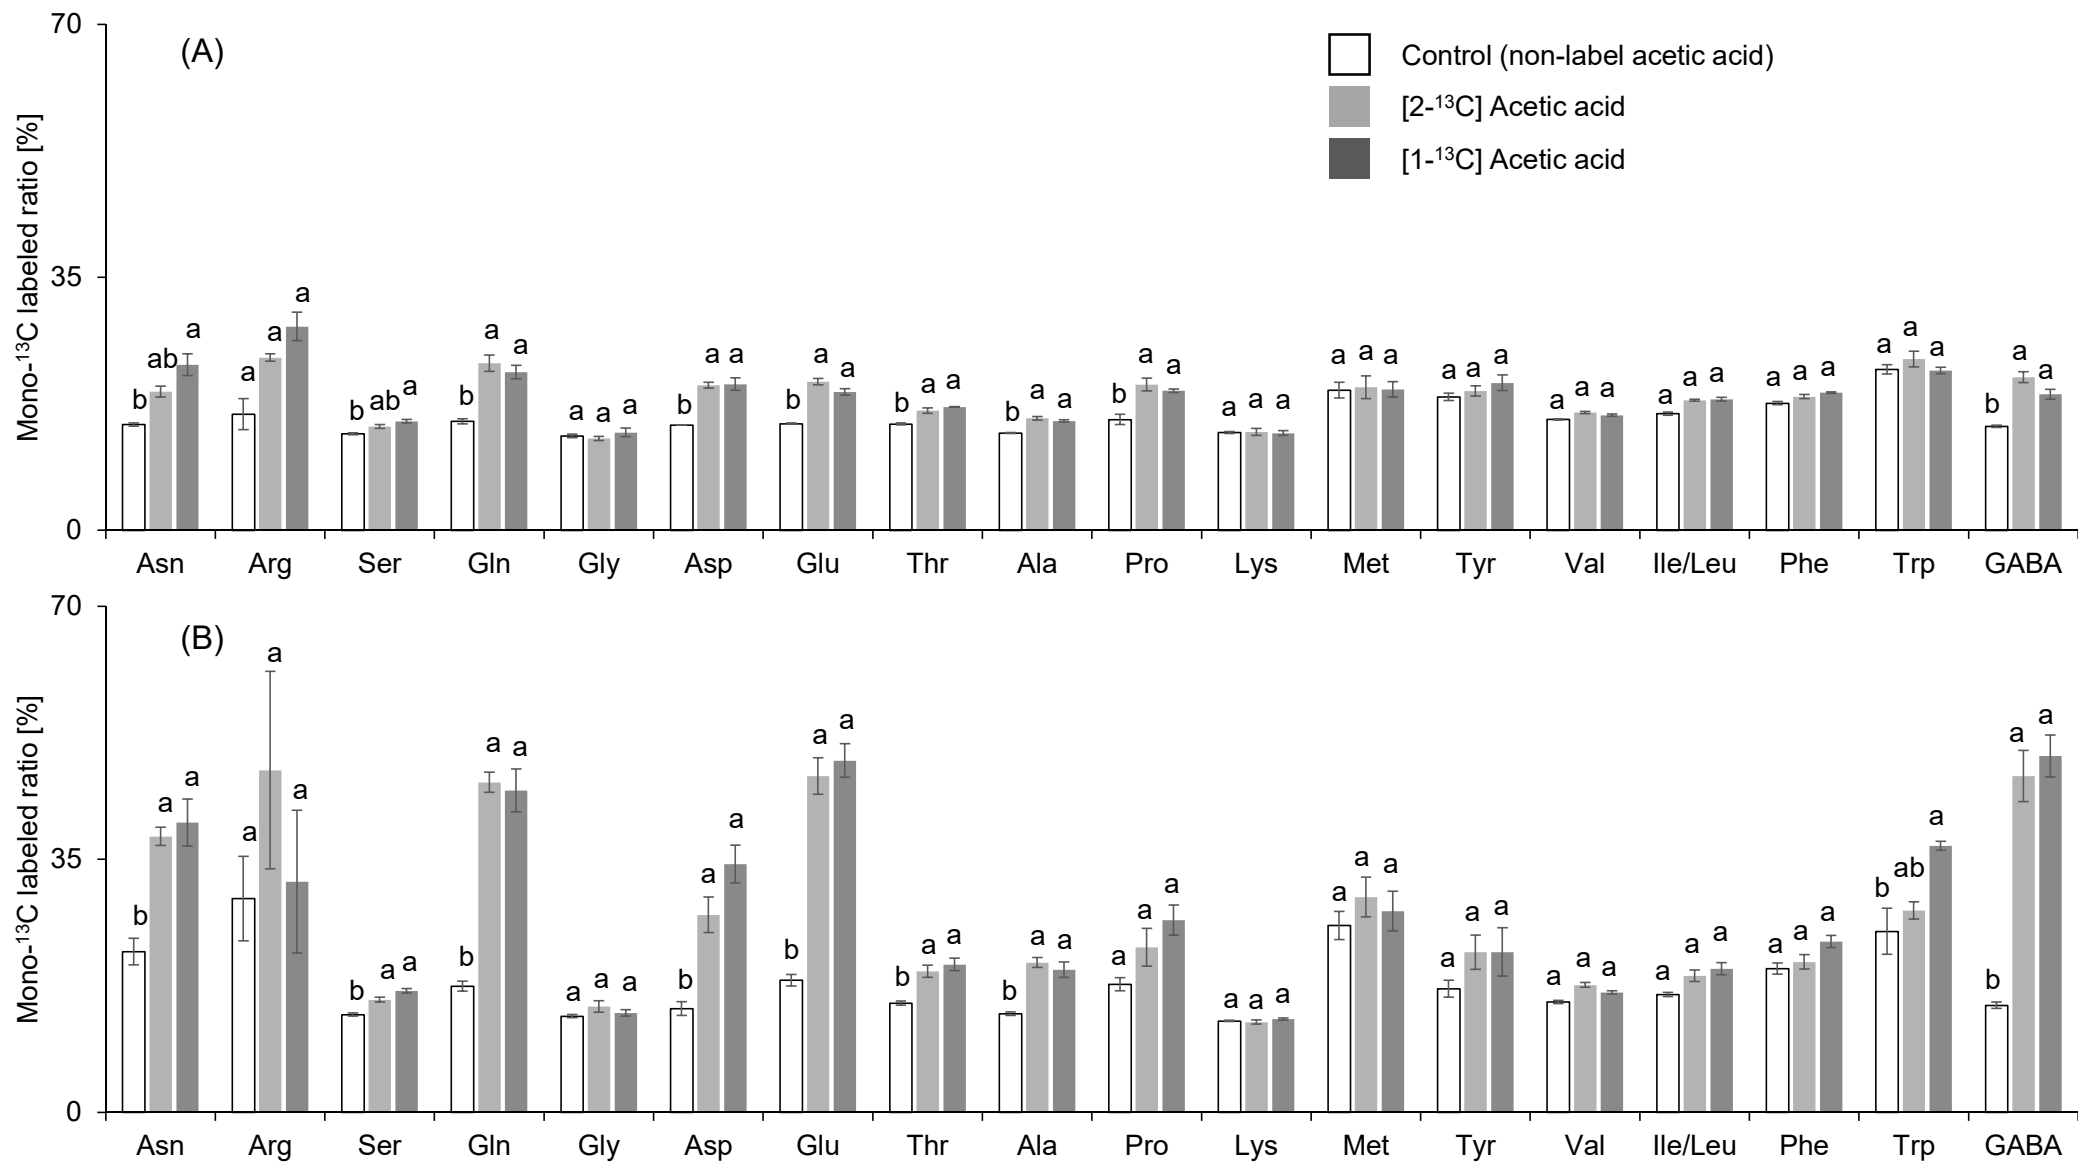 70
(A)
Control (non-label acetic acid)
[2-¹³C] Acetic acid
[1-¹³C] Acetic acid
Mono-¹³C labeled ratio [%]
35
0
b ab a
a a a
b ab a
b a a
a a a
b a a
b a a
b a a
b a a
b a a
a a a
a a a
a a a
a a a
a a a
a a a
a a a
b a a
Asn Arg Ser Gln Gly Asp Glu Thr Ala Pro Lys Met Tyr Val Ile/Leu Phe Trp GABA
70
(B)
Mono-¹³C labeled ratio [%]
35
0
b a a
a a a
b a a
b a a
a a a
b a a
b a a
b a a
b a a
a a a
a a a
a a a
a a a
a a a
a a a
a a a
b ab a
b a a
Asn Arg Ser Gln Gly Asp Glu Thr Ala Pro Lys Met Tyr Val Ile/Leu Phe Trp GABA